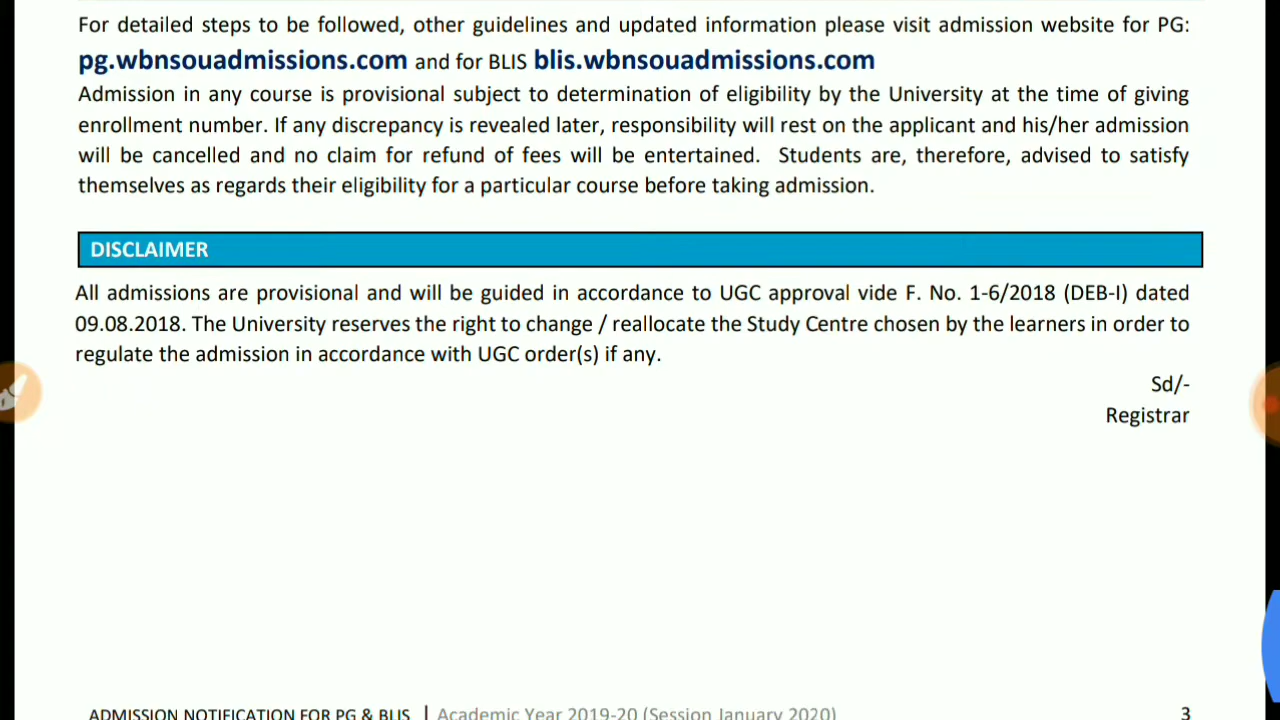 For detailed steps to be followed, other guidelines and updated information please visit admission website for PG:
pg.wbnsouadmissions.com and for BLIS blis.wbnsouadmissions.com
Admission in any course is provisional subject to determination of eligibility by the University at the time of giving
enrollment number. If any discrepancy is revealed later, responsibility will rest on the applicant and his/her admission
will be cancelled and no claim for refund of fees will be entertained. Students are, therefore, advised to satisfy
themselves as regards their eligibility for a particular course before taking admission.
DISCLAIMER
All admissions are provisional and will be guided in accordance to UGC approval vide F. No. 1-6/2018 (DEB-I) dated
09.08.2018. The University reserves the right to change / reallocate the Study Centre chosen by the learners in order to
regulate the admission in accordance with UGC order(s) if any.
Sd/-
Registrar
ADMISSION NOTIFICATION FOR PG & BLIS | Academic Year 2019-20 (Session January 2020) 3